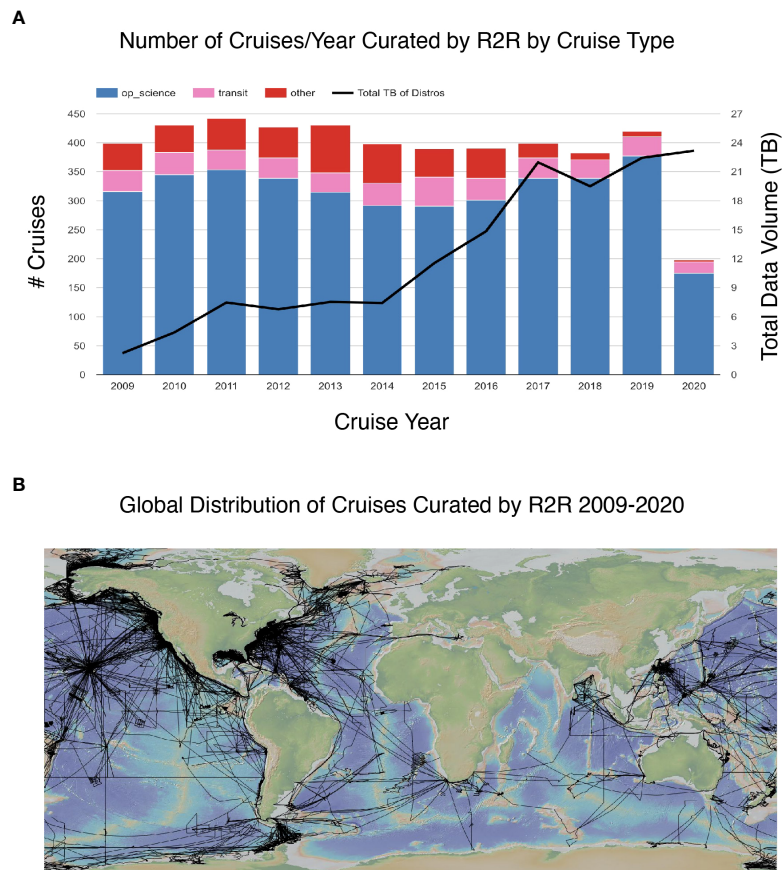 A
Number of Cruises/Year Curated by R2R by Cruise Type
op_science transit other Total TB of Distros
450 27
400 24
350 21
300 18
250 15
200 12
150 9
100 6
50 3
0 0
# Cruises
Total Data Volume (TB)
2009 2010 2011 2012 2013 2014 2015 2016 2017 2018 2019 2020
Cruise Year
B
Global Distribution of Cruises Curated by R2R 2009-2020